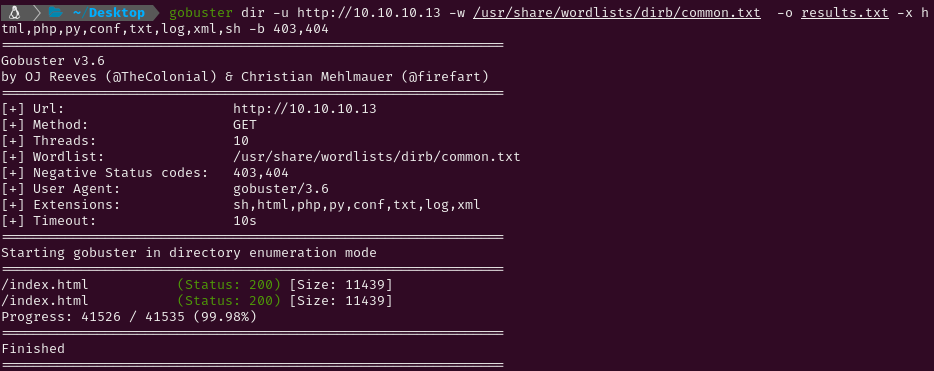 ~ Desktop gobuster dir -u http://10.10.10.13 -w /usr/share/wordlists/dirb/common.txt -o results.txt -x h
tml,php,py,conf,txt,log,xml,sh -b 403,404
===============================================================
Gobuster v3.6
by OJ Reeves (@TheColonial) & Christian Mehlmauer (@firefart)
===============================================================
[+] Url: http://10.10.10.13
[+] Method: GET
[+] Threads: 10
[+] Wordlist: /usr/share/wordlists/dirb/common.txt
[+] Negative Status codes: 403,404
[+] User Agent: gobuster/3.6
[+] Extensions: sh,html,php,py,conf,txt,log,xml
[+] Timeout: 10s
===============================================================
Starting gobuster in directory enumeration mode
===============================================================
/index.html (Status: 200) [Size: 11439]
/index.html (Status: 200) [Size: 11439]
Progress: 41526 / 41535 (99.98%)
===============================================================
Finished
===============================================================